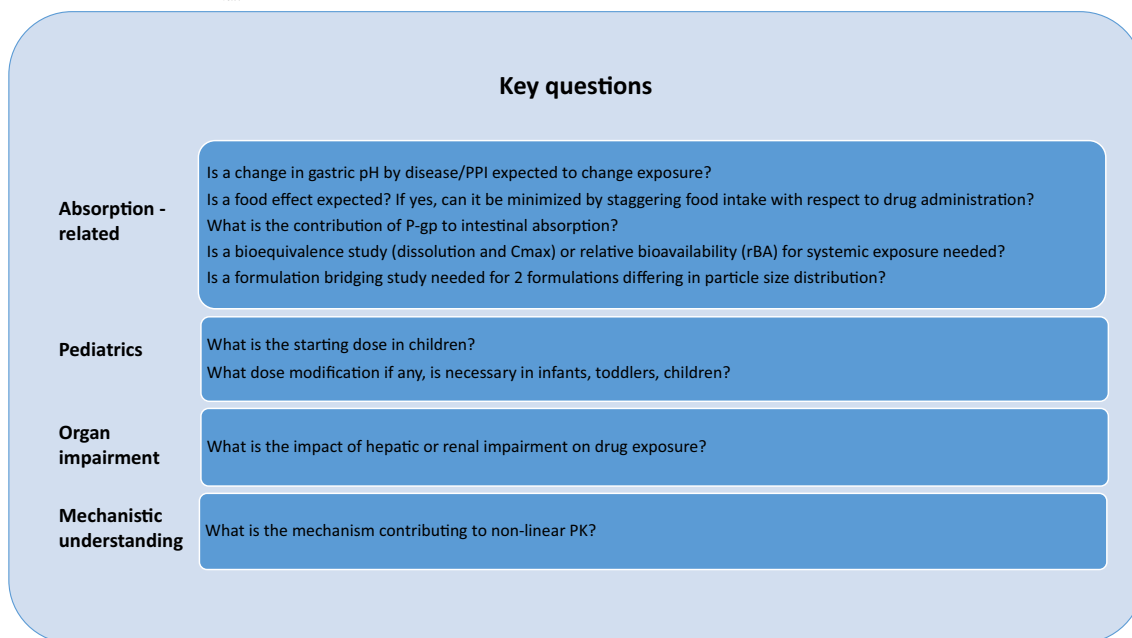 Key questions
Absorption -
related
Is a change in gastric pH by disease/PPI expected to change exposure?
Is a food effect expected? If yes, can it be minimized by staggering food intake with respect to drug administration?
What is the contribution of P-gp to intestinal absorption?
Is a bioequivalence study (dissolution and Cmax) or relative bioavailability (rBA) for systemic exposure needed?
Is a formulation bridging study needed for 2 formulations differing in particle size distribution?
Pediatrics
What is the starting dose in children?
What dose modification if any, is necessary in infants, toddlers, children?
Organ
impairment
What is the impact of hepatic or renal impairment on drug exposure?
Mechanistic
understanding
What is the mechanism contributing to non-linear PK?